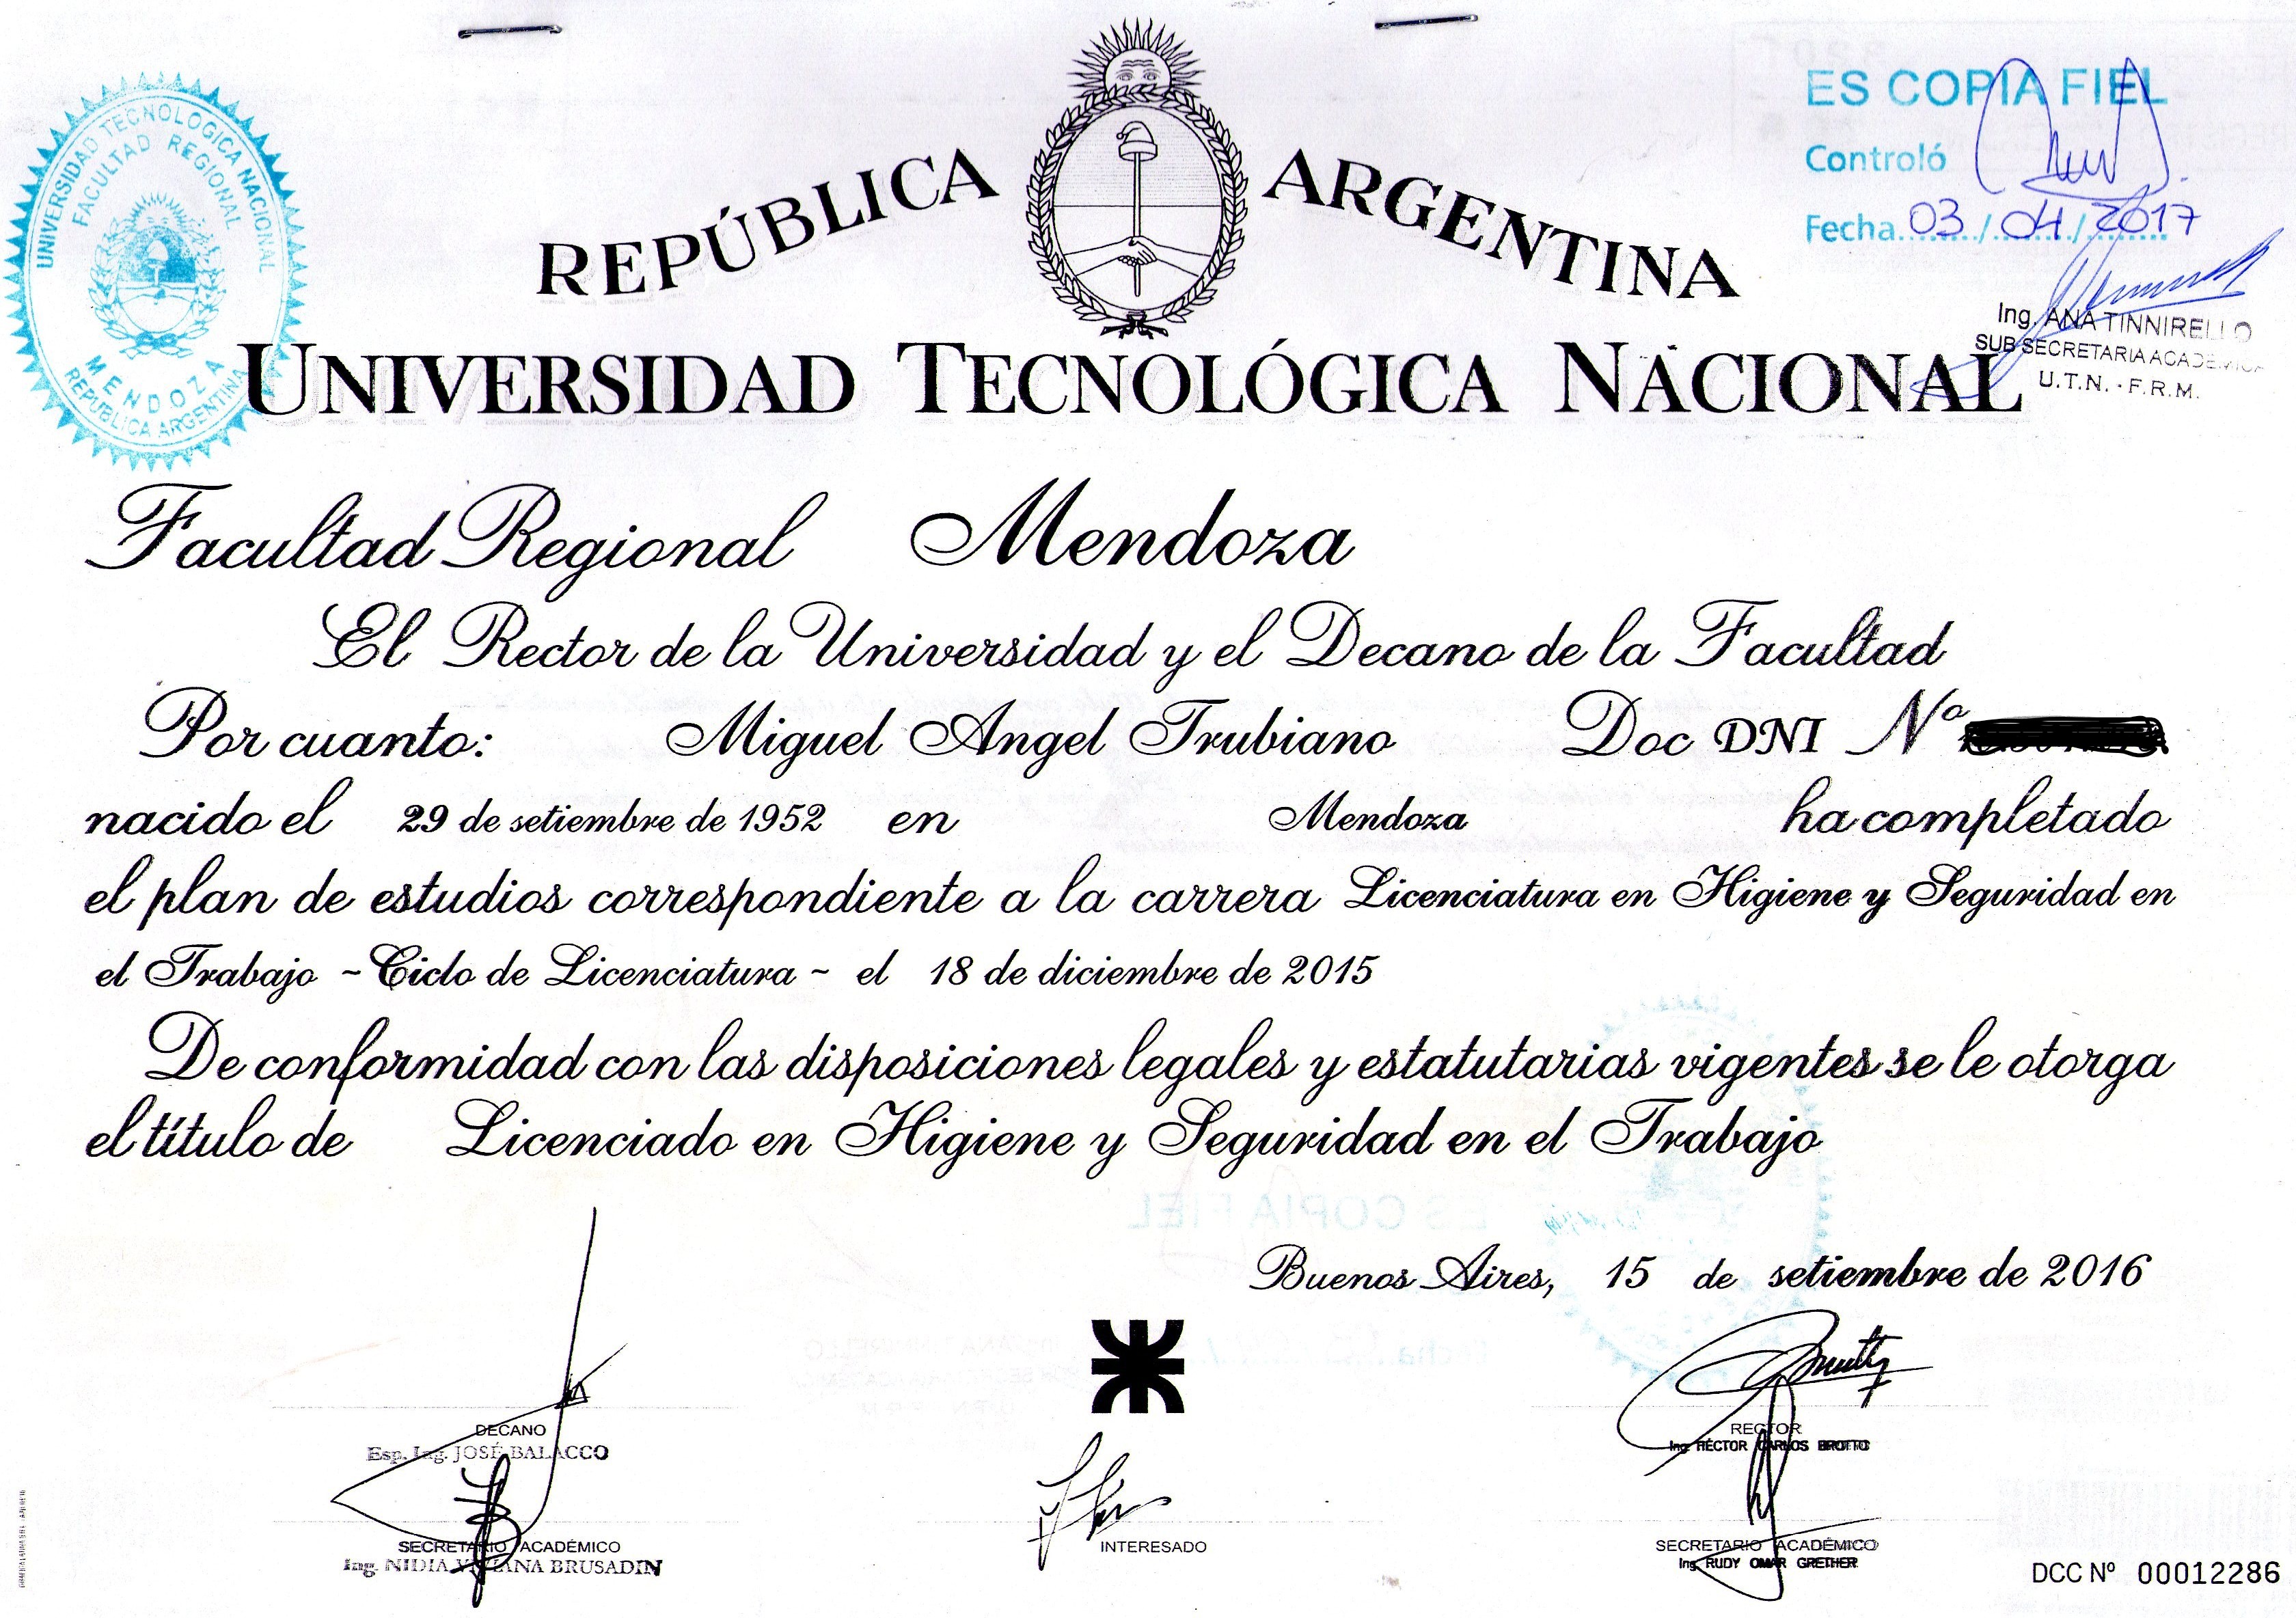 REPÚBLICA ARGENTINA
UNIVERSIDAD TECNOLÓGICA NACIONAL
UNIVERSIDAD TECNOLOGICA NACIONAL
FACULTAD REGIONAL
MENDOZA
REPUBLICA ARGENTINA
ES COPIA FIEL
Controló
Fecha 03/04/2017
Ing. ANA TINNIRELLO
SUB SECRETARIA ACADEMICA
U.T.N. - F.R.M.
Facultad Regional Mendoza
El Rector de la Universidad y el Decano de la Facultad
Por cuanto: Miguel Angel Trubiano Doc DNI Nº
nacido el 29 de setiembre de 1952 en Mendoza ha completado
el plan de estudios correspondiente a la carrera Licenciatura en Higiene y Seguridad en
el Trabajo ~ Ciclo de Licenciatura ~ el 18 de diciembre de 2015
De conformidad con las disposiciones legales y estatutarias vigentes se le otorga
el título de Licenciado en Higiene y Seguridad en el Trabajo
Buenos Aires, 15 de setiembre de 2016
DECANO
Esp. Ing. JOSÉ BALACCO
RECTOR
Ing. HÉCTOR CARLOS BROTTO
SECRETARIO ACADÉMICO
Ing. NIDIA VIVIANA BRUSADIN
INTERESADO
SECRETARIO ACADÉMICO
Ing. RUDY OMAR GRETHER
DCC Nº 00012286